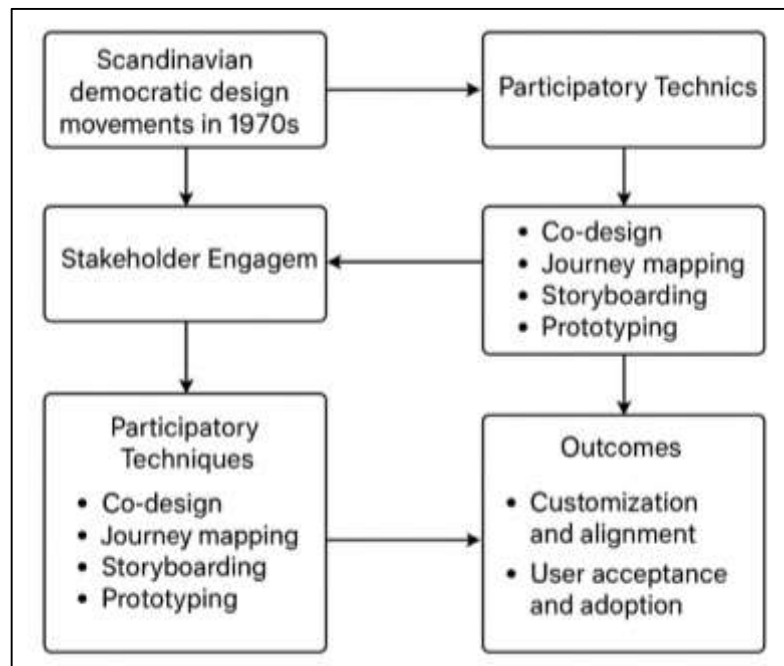 Scandinavian
democratic design
movements in 1970s
Participatory Technics
Stakeholder Engagem
• Co-design
• Journey mapping
• Storyboarding
• Prototyping
Participatory
Techniques
• Co-design
• Journey mapping
• Storyboarding
• Prototyping
Outcomes
• Customization
and alignment
• User acceptance
and adoption